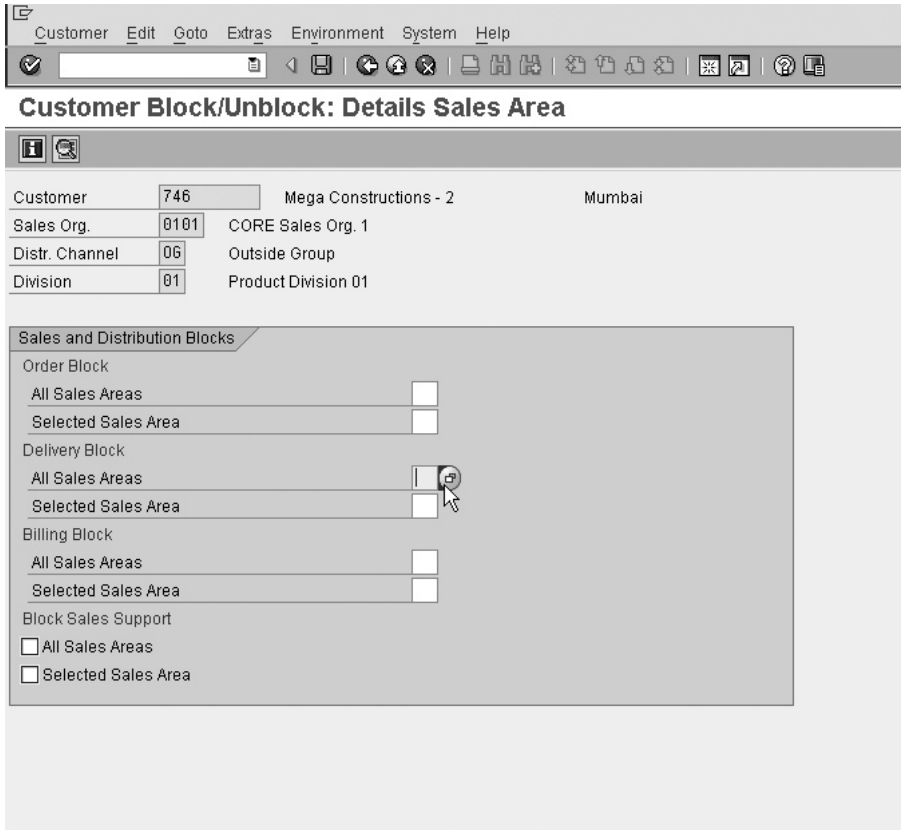 Customer Edit Goto Extras Environment System Help
Customer Block/Unblock: Details Sales Area
Customer 746 Mega Constructions - 2 Mumbai
Sales Org. 0101 CORE Sales Org. 1
Distr. Channel OG Outside Group
Division 01 Product Division 01
Sales and Distribution Blocks
Order Block
All Sales Areas
Selected Sales Area
Delivery Block
All Sales Areas
Selected Sales Area
Billing Block
All Sales Areas
Selected Sales Area
Block Sales Support
All Sales Areas
Selected Sales Area